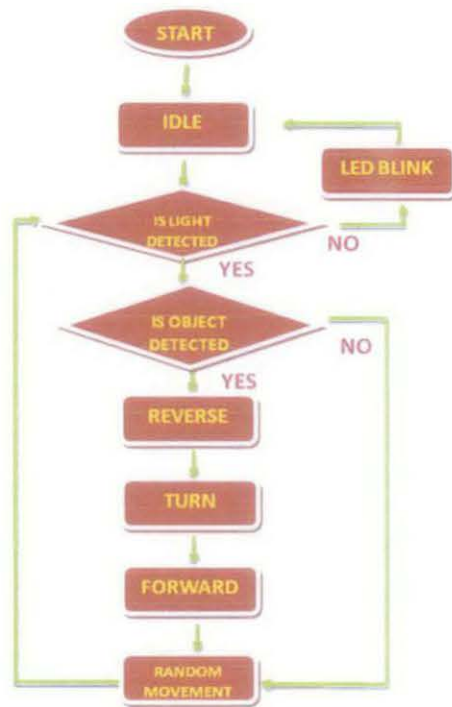 START
IDLE
LED BLINK
IS LIGHT
DETECTED
NO
YES
IS OBJECT
DETECTED
NO
YES
REVERSE
TURN
FORWARD
RANDOM
MOVEMENT